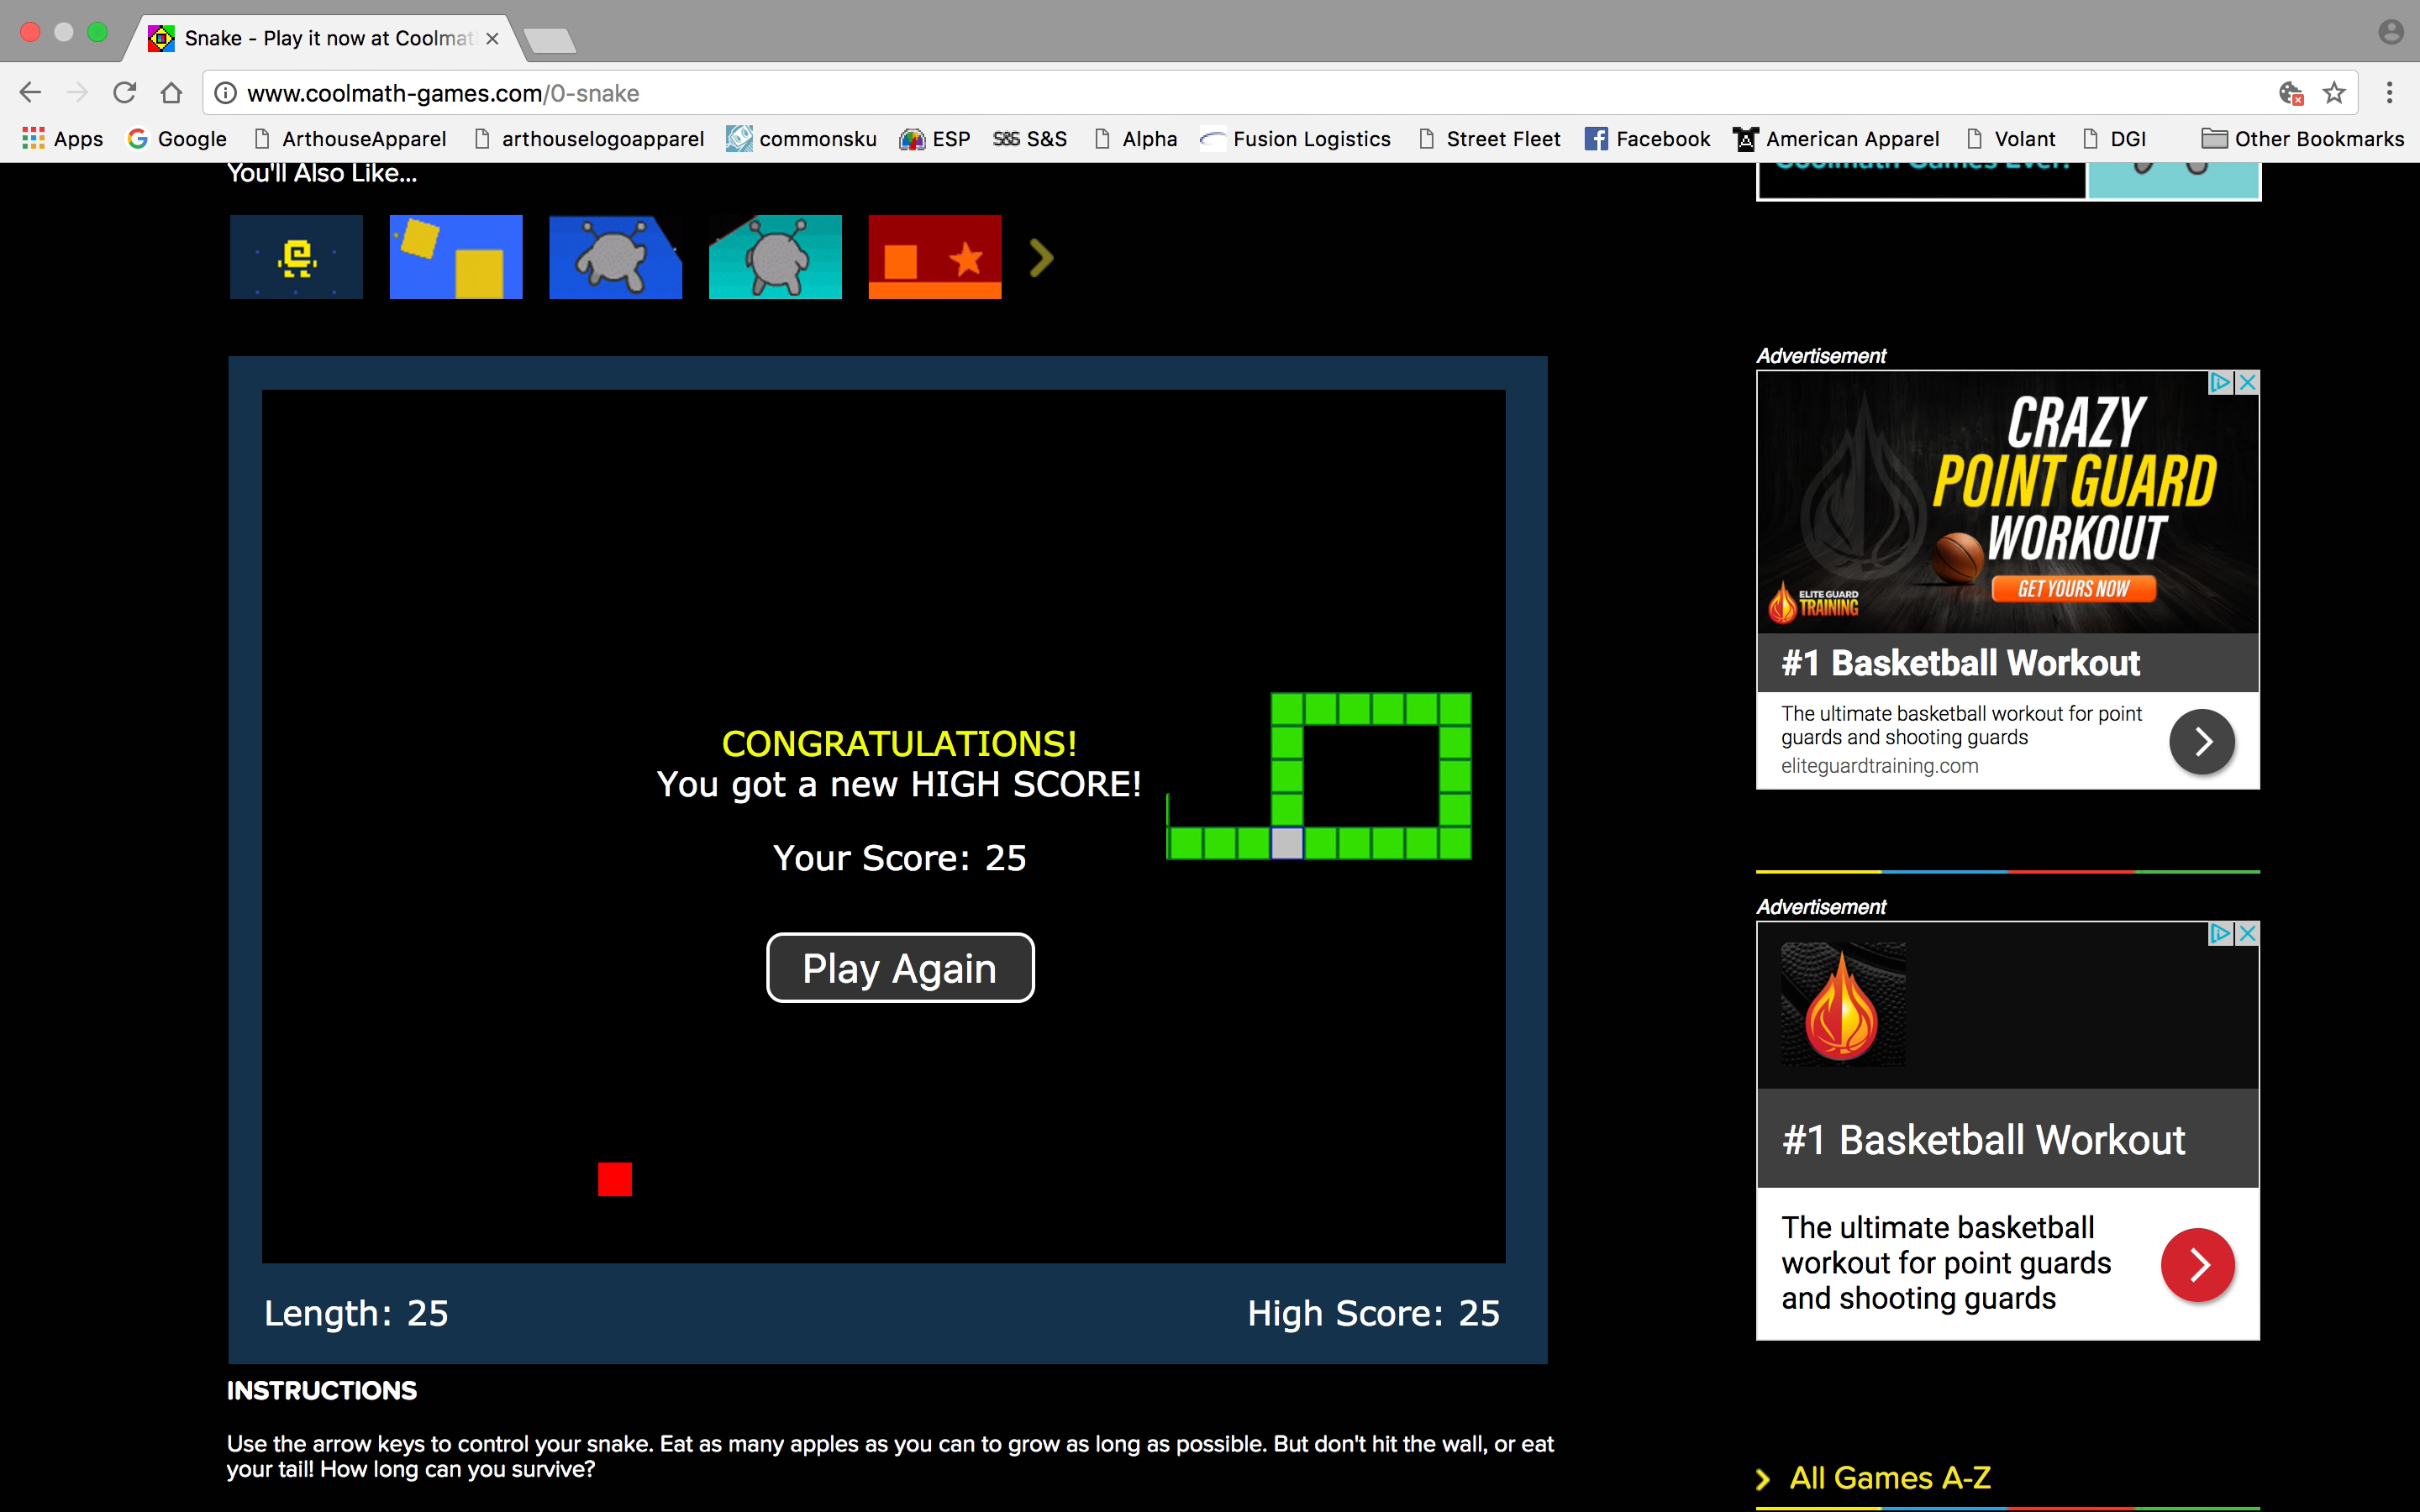 Snake - Play it now at Coolmat
www.coolmath-games.com/0-snake
Apps Google ArthouseApparel arthouselogoapparel commonsku ESP S&S S&S Alpha Fusion Logistics Street Fleet Facebook American Apparel Volant DGI Other Bookmarks
You'll Also Like...
Coolmath Games Ever!
Advertisement
CRAZY
POINT GUARD
WORKOUT
GET YOURS NOW
ELITE GUARD
TRAINING
#1 Basketball Workout
The ultimate basketball workout for point
guards and shooting guards
eliteguardtraining.com
CONGRATULATIONS!
You got a new HIGH SCORE!
Your Score: 25
Play Again
Length: 25
High Score: 25
Advertisement
#1 Basketball Workout
The ultimate basketball
workout for point guards
and shooting guards
INSTRUCTIONS
Use the arrow keys to control your snake. Eat as many apples as you can to grow as long as possible. But don't hit the wall, or eat
your tail! How long can you survive?
All Games A-Z